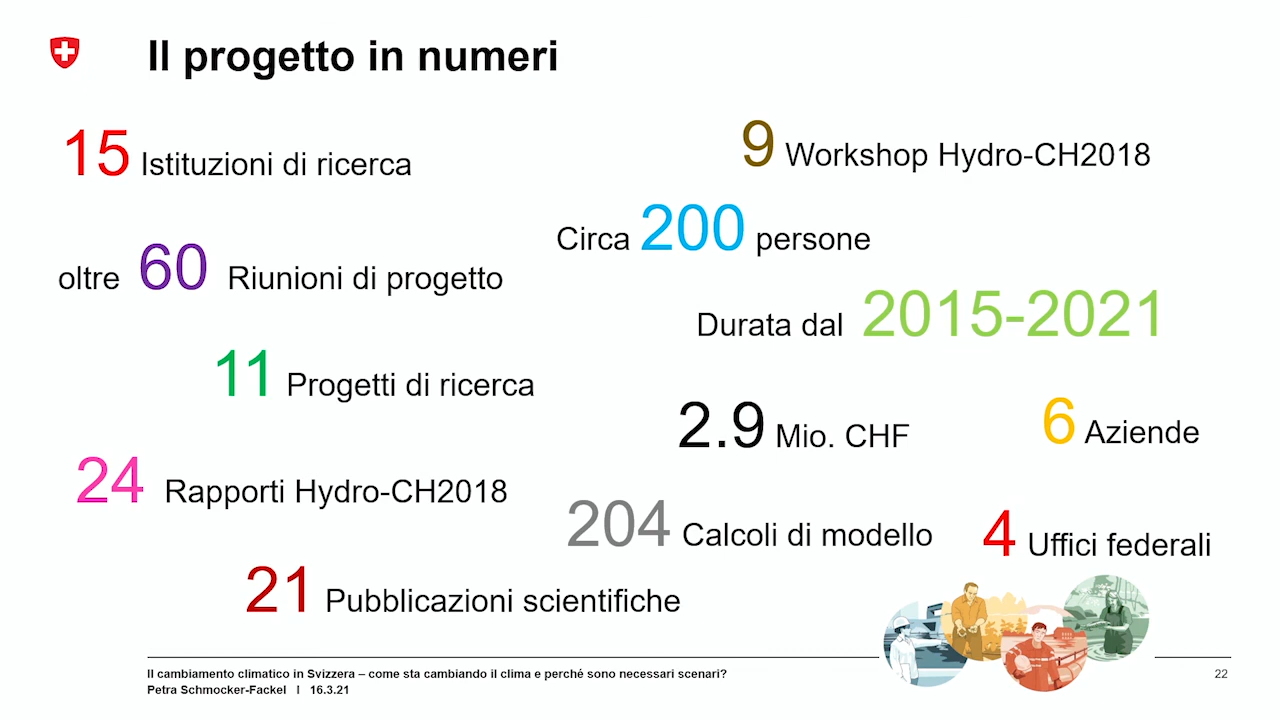 Il progetto in numeri
15 Istituzioni di ricerca
9 Workshop Hydro-CH2018
Circa 200 persone
oltre 60 Riunioni di progetto
Durata dal 2015-2021
11 Progetti di ricerca
2.9 Mio. CHF
6 Aziende
24 Rapporti Hydro-CH2018
204 Calcoli di modello
4 Uffici federali
21 Pubblicazioni scientifiche
Il cambiamento climatico in Svizzera – come sta cambiando il clima e perché sono necessari scenari?
Petra Schmocker-Fackel I 16.3.21
22